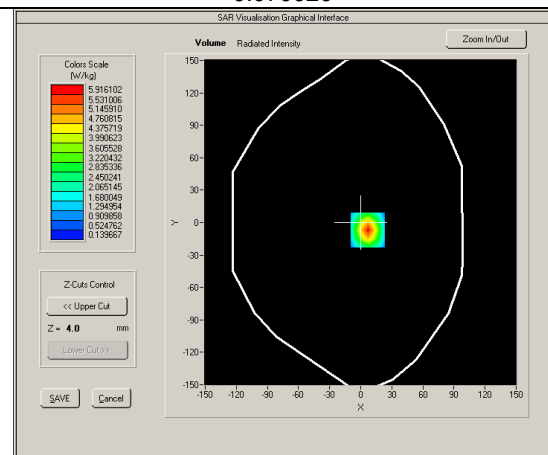 SAR Visualisation Graphical Interface
Volume Radiated Intensity
Zoom In/Out
Colors Scale
(W/kg)
5.916102
5.531006
5.145910
4.760815
4.375719
3.990623
3.605528
3.220432
2.835336
2.450241
2.065145
1.680049
1.294954
0.909858
0.524762
0.139667
Z-Cuts Control
<< Upper Cut
Z = 4.0 mm
Lower Cut >>
SAVE Cancel
150-
120-
90-
60-
30-
Y 0-
-30-
-60-
-90-
-120-
-150-
-150 -120 -90 -60 -30 0 30 60 90 120 150
X